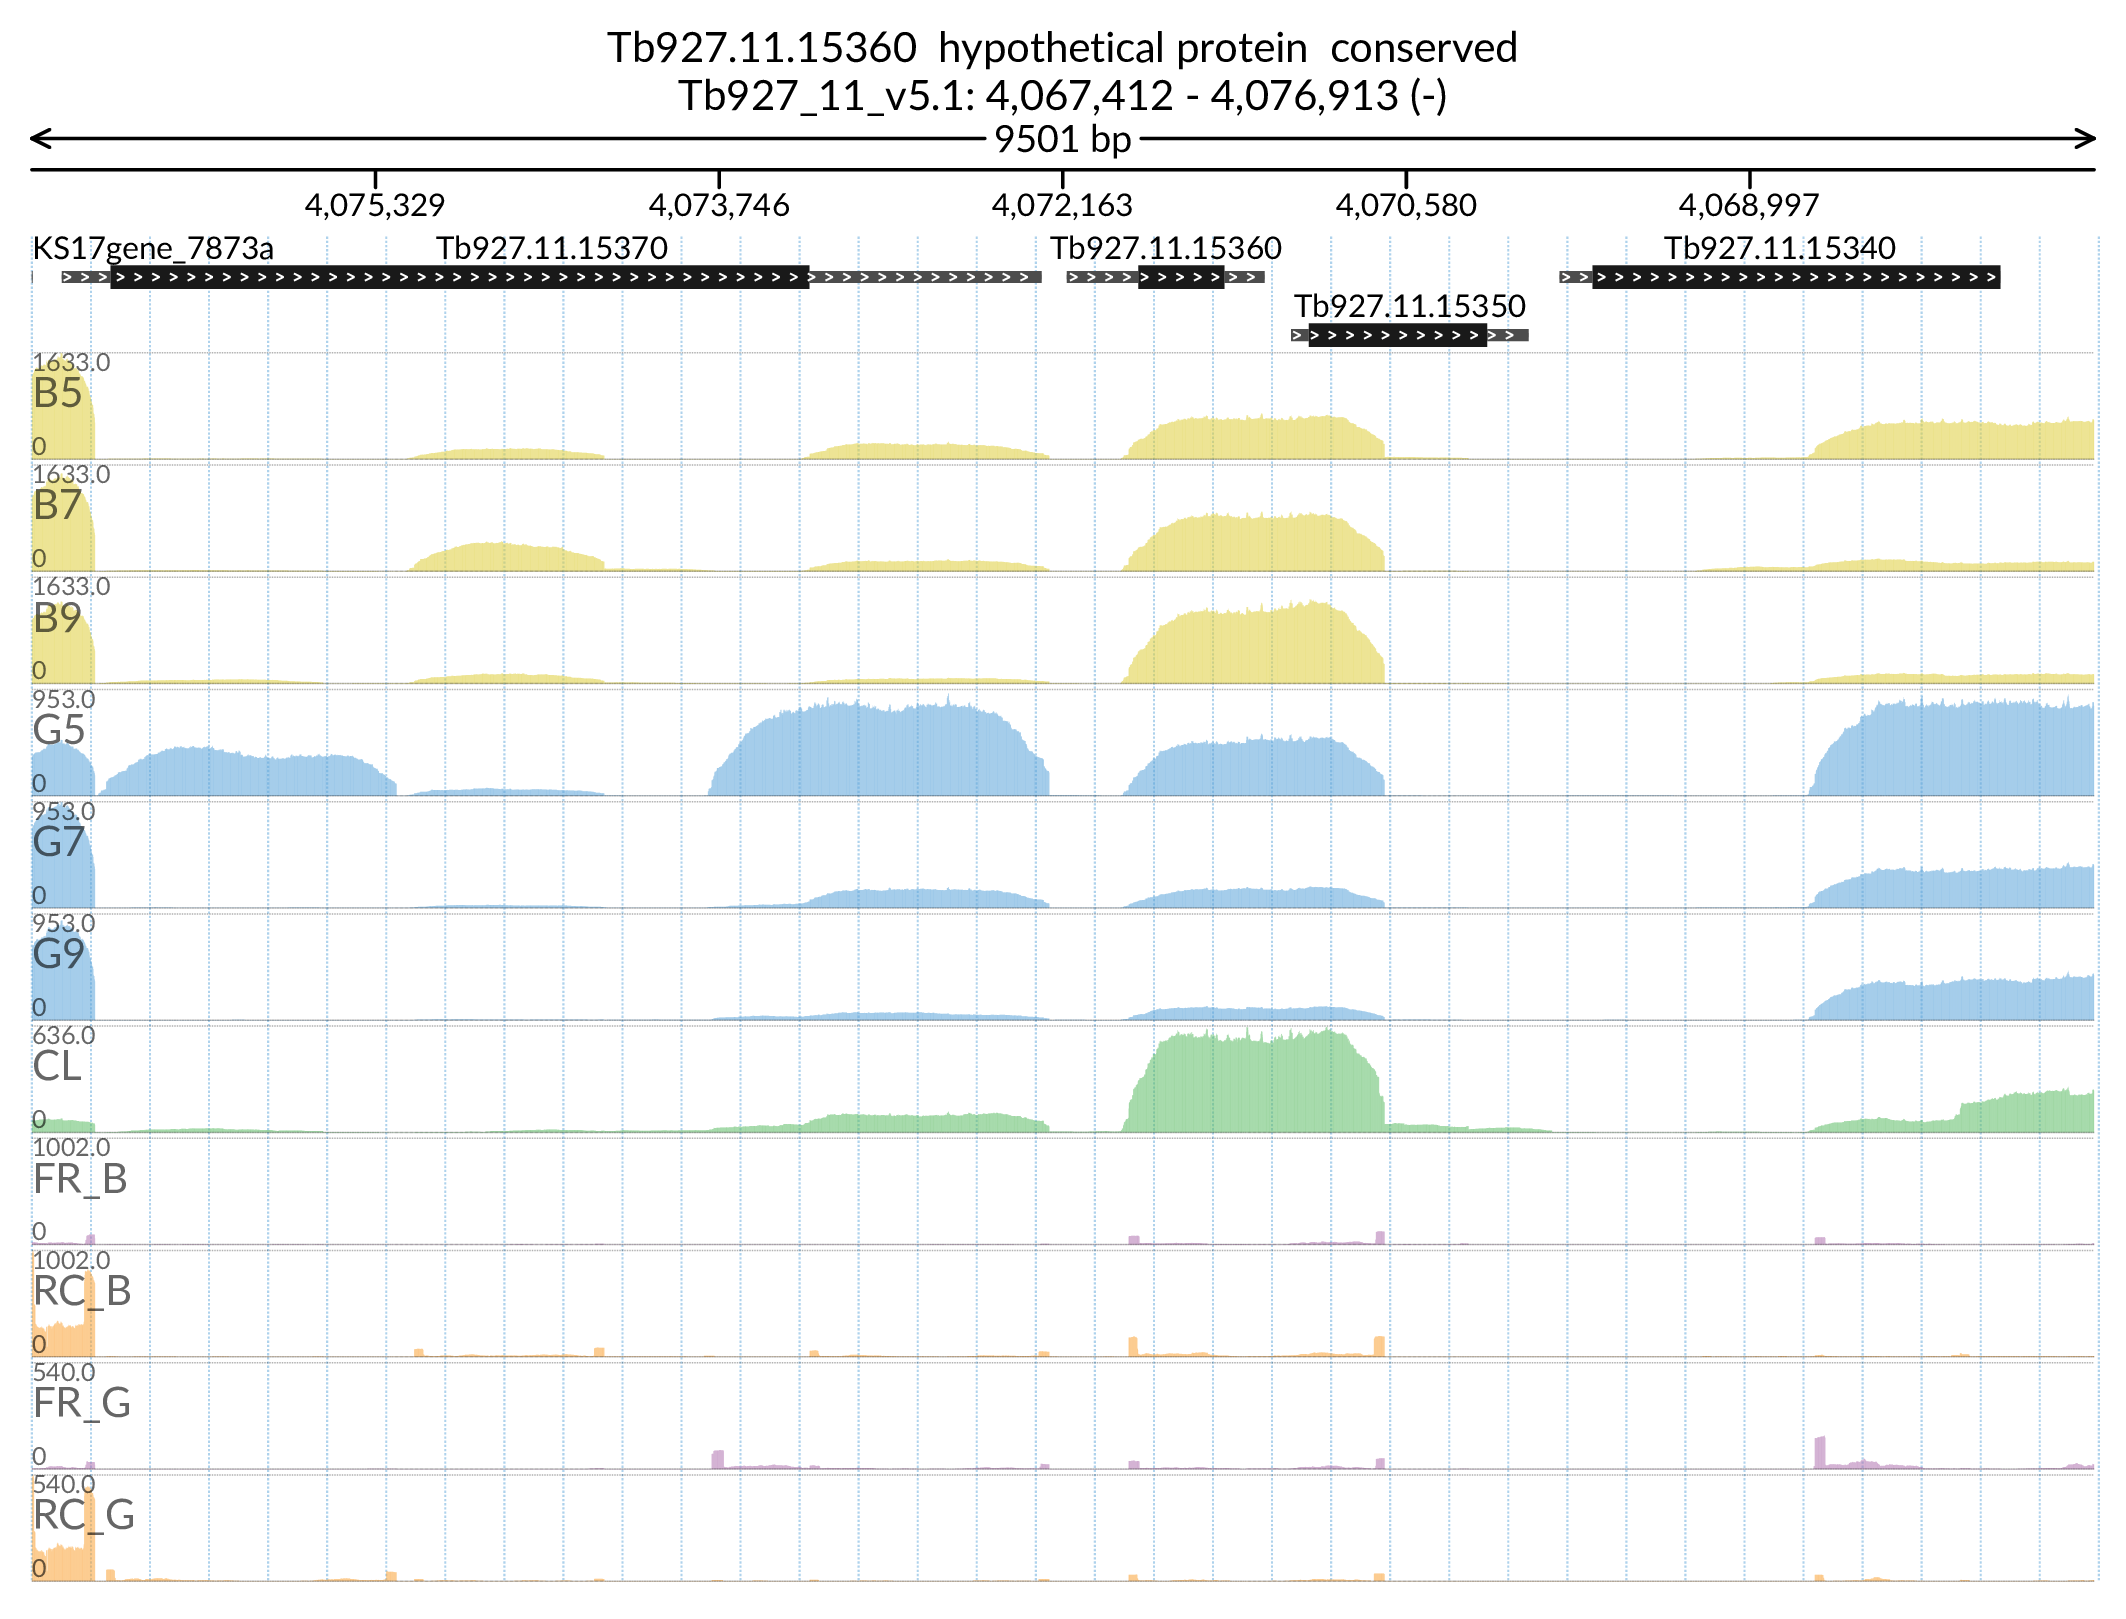 Tb927.11.15360  hypothetical protein  conserved
Tb927_11_v5.1: 4,067,412 - 4,076,913 (-)
9501 bp
4,075,329 4,073,746 4,072,163 4,070,580 4,068,997
KS17gene_7873a Tb927.11.15370 Tb927.11.15360 Tb927.11.15340
Tb927.11.15350
1633.0
B5
0
1633.0
B7
0
1633.0
B9
0
953.0
G5
0
953.0
G7
0
953.0
G9
0
636.0
CL
0
1002.0
FR_B
0
1002.0
RC_B
0
540.0
FR_G
0
540.0
RC_G
0